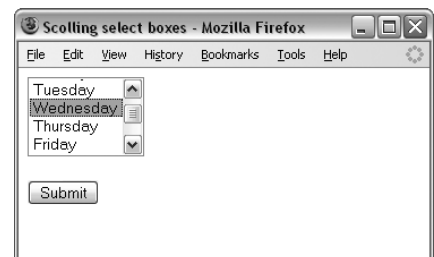 Scolling select boxes - Mozilla Firefox
File Edit View History Bookmarks Tools Help
Tuesday
Wednesday
Thursday
Friday
Submit